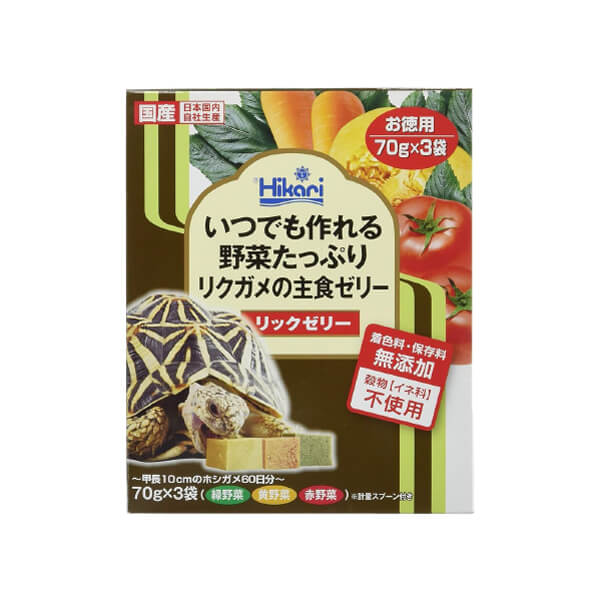 国産
日本国内
自社生産
お徳用
70g×3袋
®Hikari
いつでも作れる
野菜たっぷり
リクガメの主食ゼリー
リックゼリー
着色料・保存料
無添加
穀物【イネ科】
不使用
～甲長10cmのホシガメ60日分～
70g×3袋(緑野菜 黄野菜 赤野菜)※計量スプーン付き